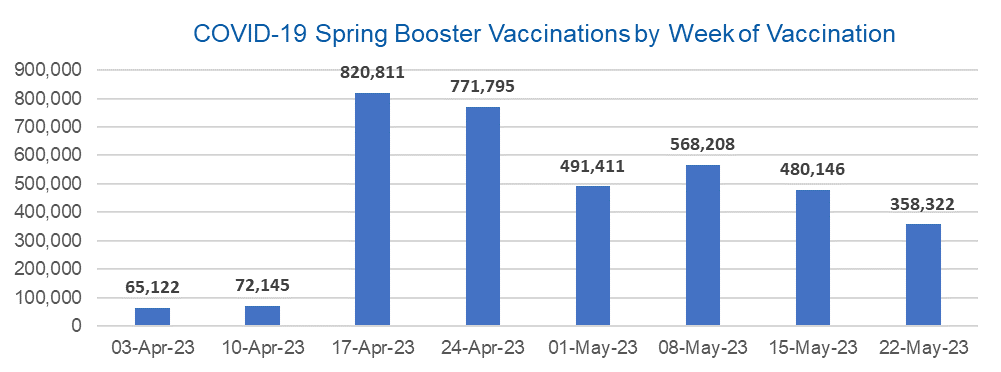 COVID-19 Spring Booster Vaccinations by Week of Vaccination
900,000
800,000
700,000
600,000
500,000
400,000
300,000
200,000
100,000
0
65,122
72,145
820,811
771,795
491,411
568,208
480,146
358,322
03-Apr-23
10-Apr-23
17-Apr-23
24-Apr-23
01-May-23
08-May-23
15-May-23
22-May-23